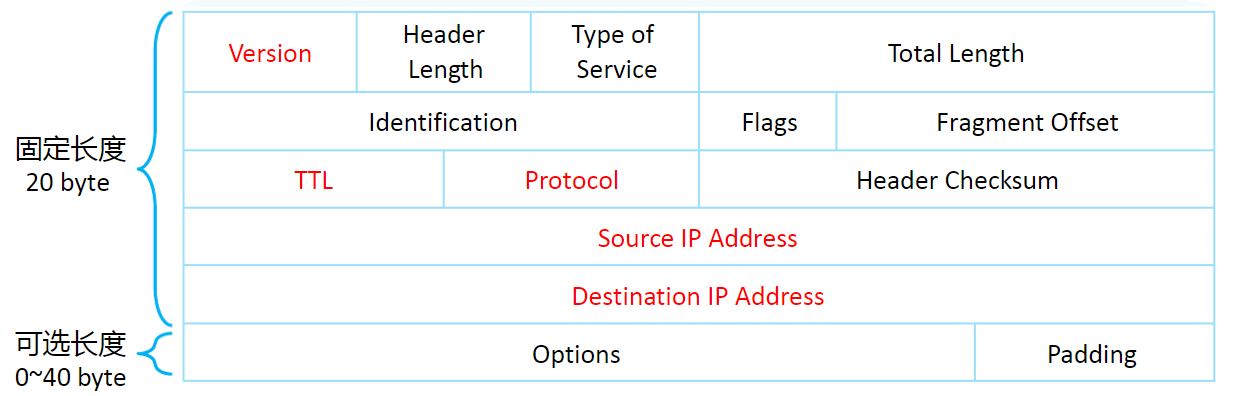 Version
Header
Length
Type of
Service
Total Length
Identification
Flags
Fragment Offset
固定长度
20 byte
TTL
Protocol
Header Checksum
Source IP Address
Destination IP Address
可选长度
0~40 byte
Options
Padding